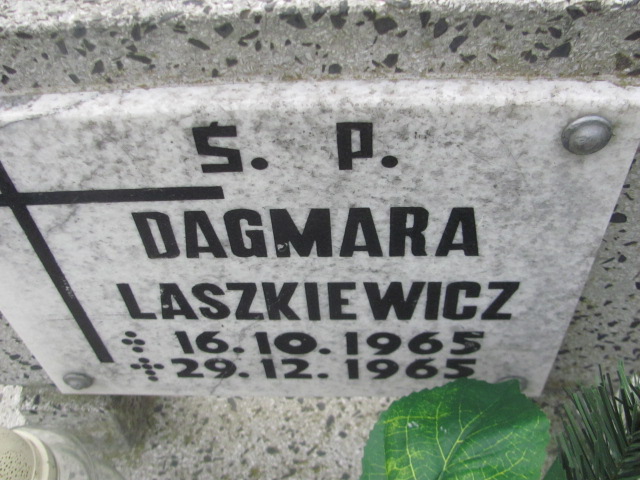 Ś. P.
DAGMARA
LASZKIEWICZ
16.10.1965
29.12.1965